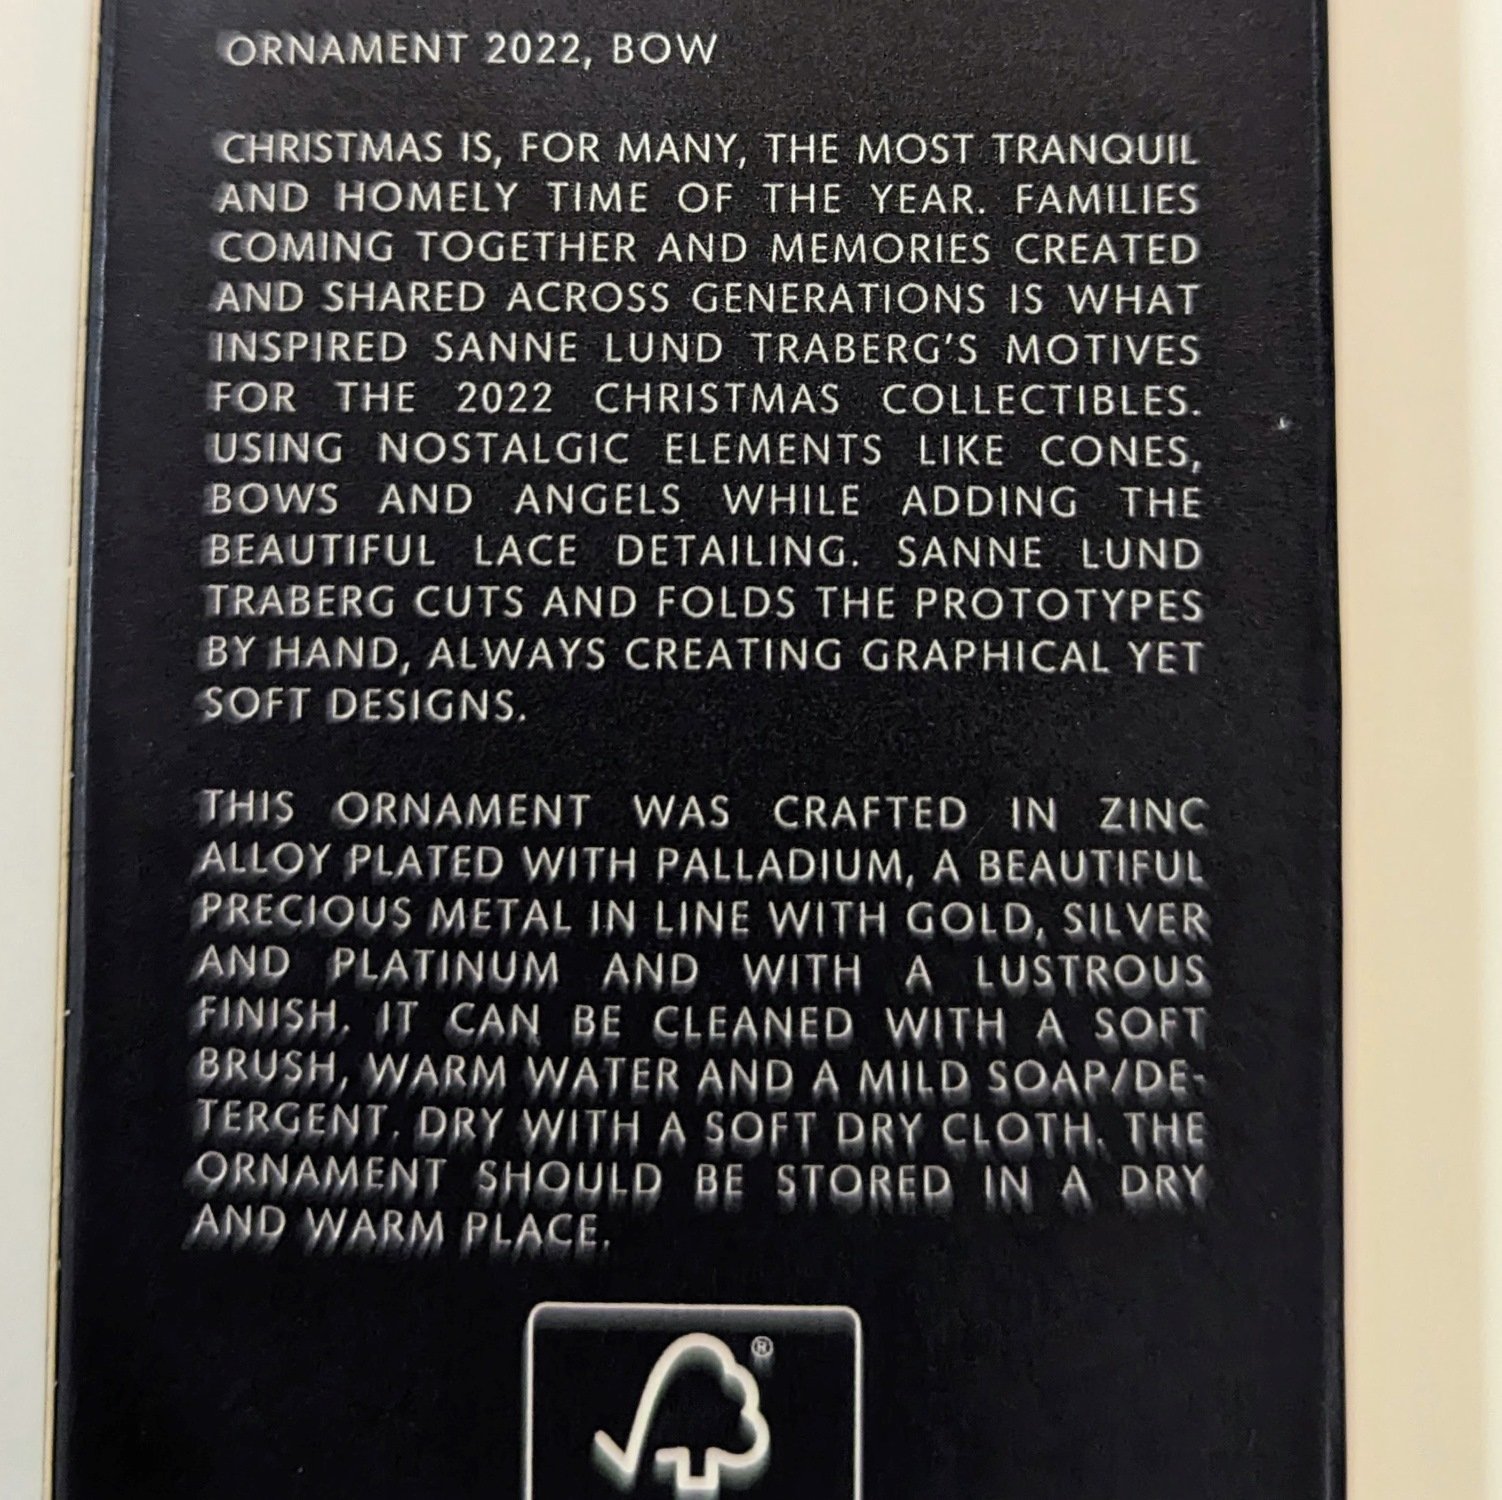 ORNAMENT 2022, BOW
CHRISTMAS IS, FOR MANY, THE MOST TRANQUIL
AND HOMELY TIME OF THE YEAR. FAMILIES
COMING TOGETHER AND MEMORIES CREATED
AND SHARED ACROSS GENERATIONS IS WHAT
INSPIRED SANNE LUND TRABERG'S MOTIVES
FOR THE 2022 CHRISTMAS COLLECTIBLES.
USING NOSTALGIC ELEMENTS LIKE CONES,
BOWS AND ANGELS WHILE ADDING THE
BEAUTIFUL LACE DETAILING. SANNE LUND
TRABERG CUTS AND FOLDS THE PROTOTYPES
BY HAND, ALWAYS CREATING GRAPHICAL YET
SOFT DESIGNS.
THIS ORNAMENT WAS CRAFTED IN ZINC
ALLOY PLATED WITH PALLADIUM, A BEAUTIFUL
PRECIOUS METAL IN LINE WITH GOLD, SILVER
AND PLATINUM AND WITH A LUSTROUS
FINISH. IT CAN BE CLEANED WITH A SOFT
BRUSH, WARM WATER AND A MILD SOAP/DE-
TERGENT. DRY WITH A SOFT DRY CLOTH. THE
ORNAMENT SHOULD BE STORED IN A DRY
AND WARM PLACE.
®